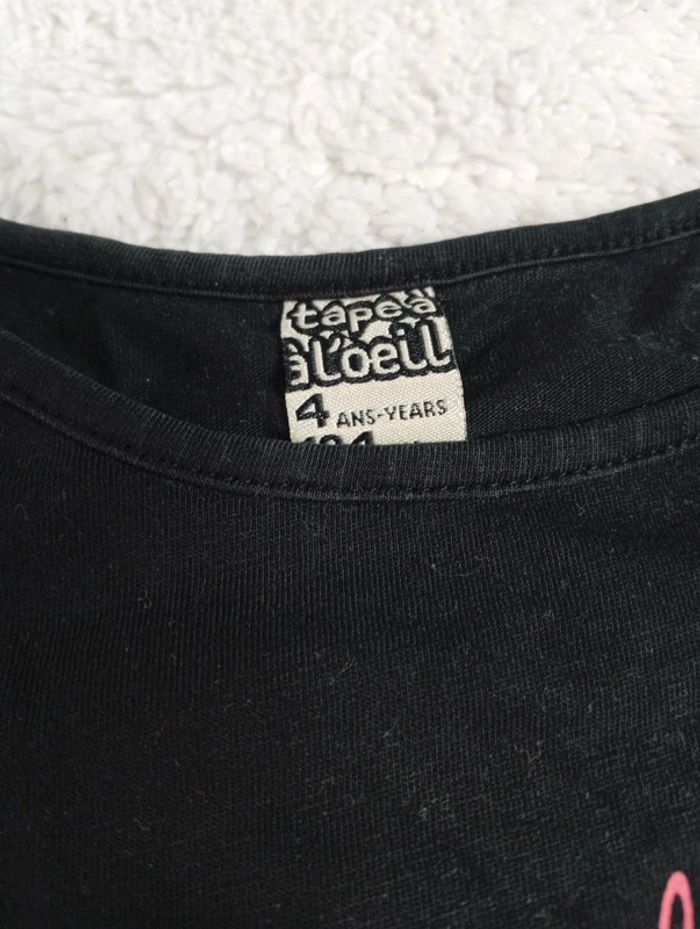 tape à
à l'oeil
4 ANS-YEARS